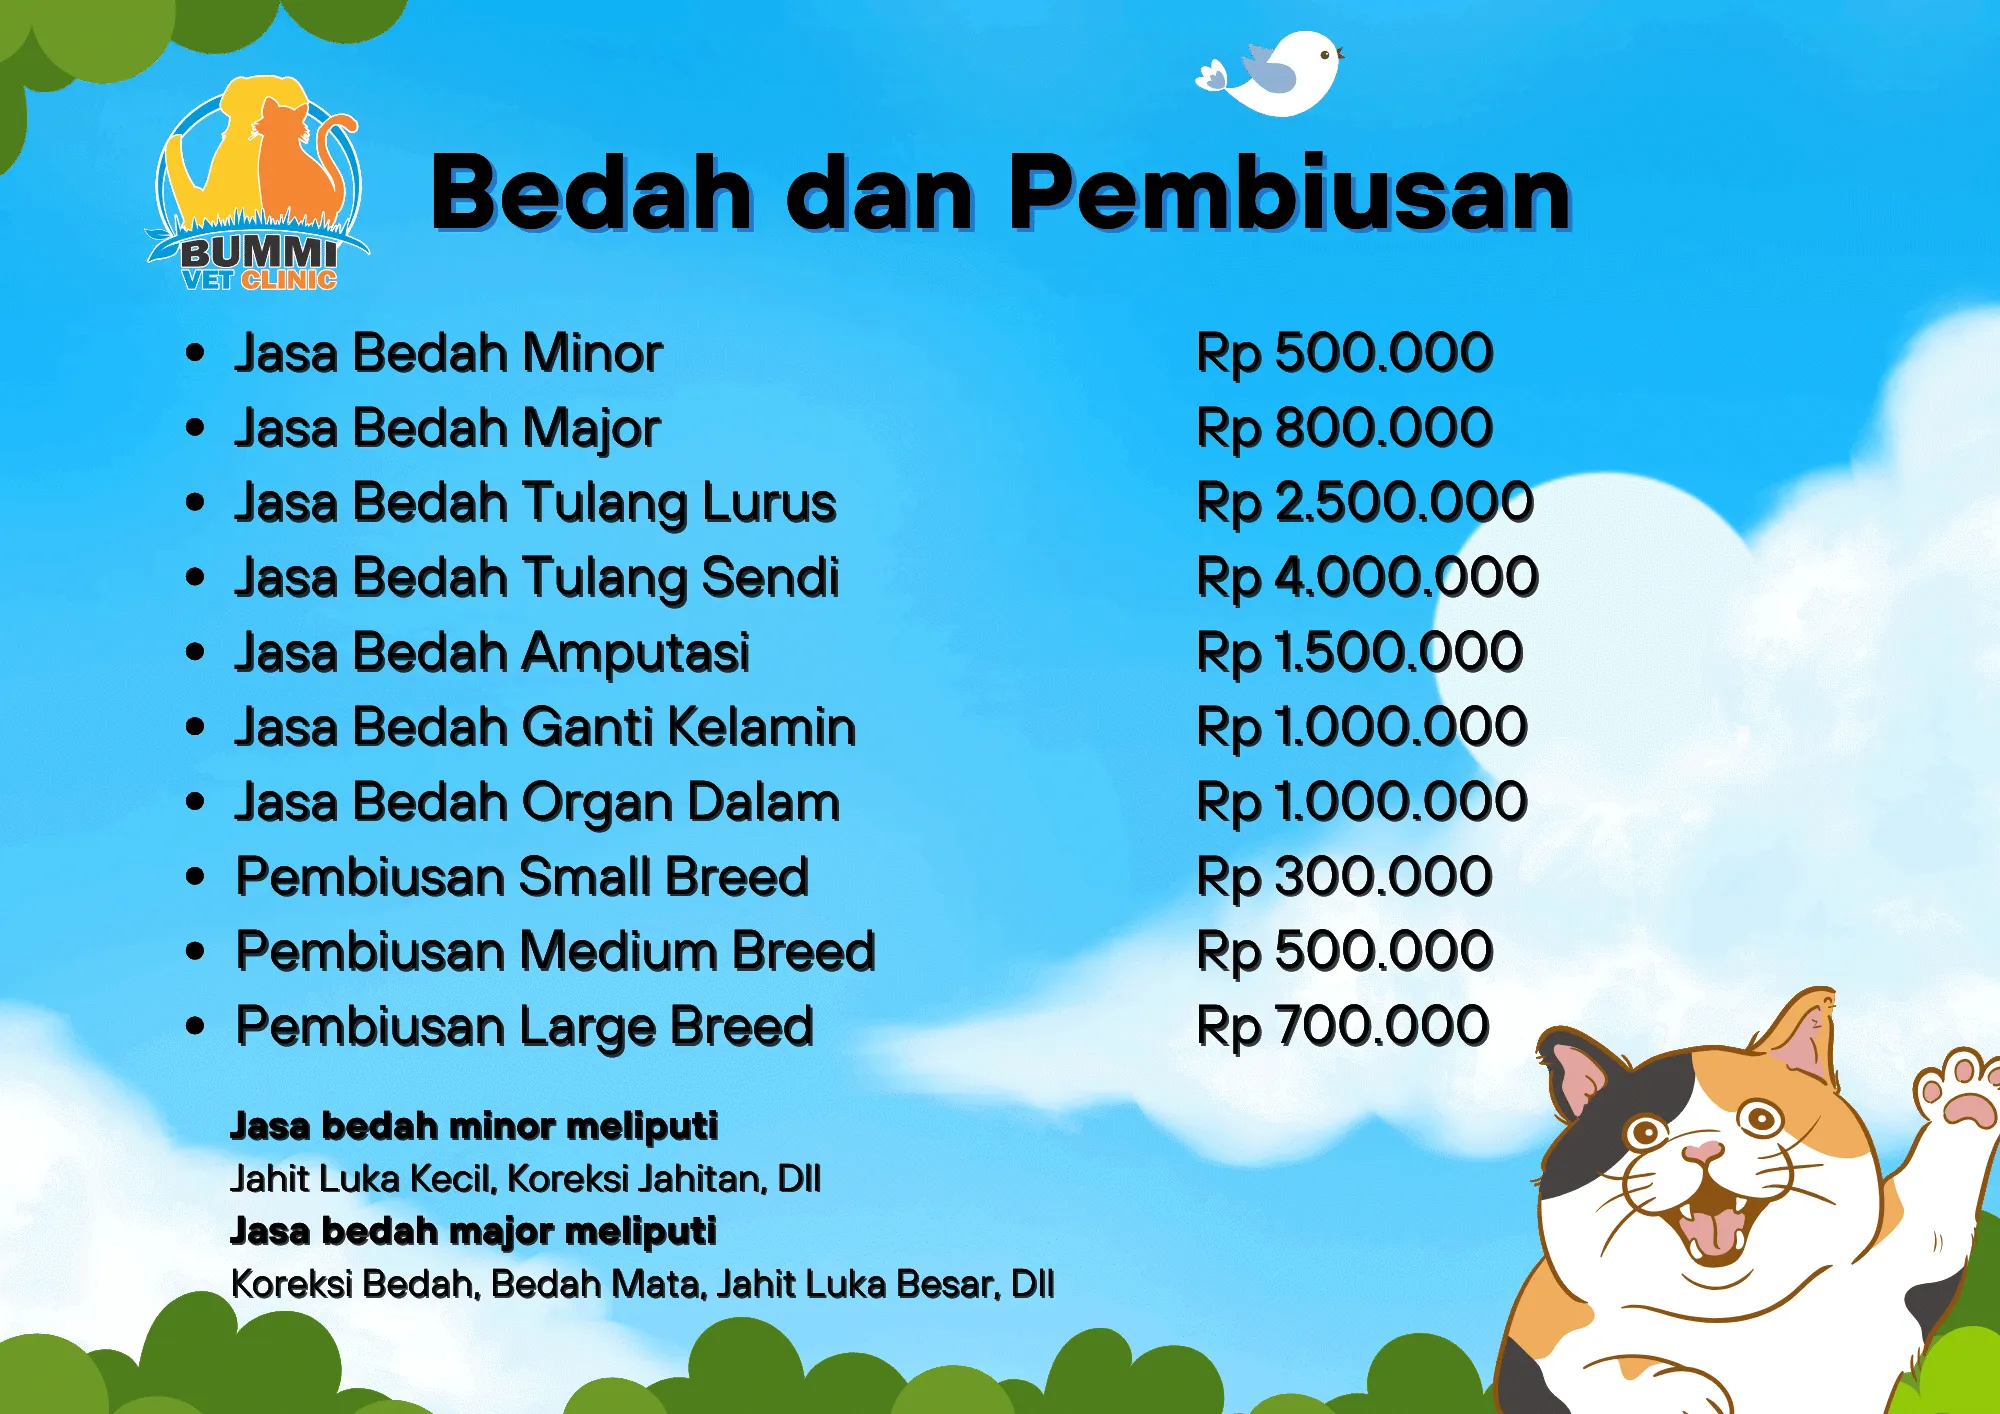 BUMMI
VET CLINIC
Bedah dan Pembiusan
• Jasa Bedah Minor Rp 500.000
• Jasa Bedah Major Rp 800.000
• Jasa Bedah Tulang Lurus Rp 2.500.000
• Jasa Bedah Tulang Sendi Rp 4.000.000
• Jasa Bedah Amputasi Rp 1.500.000
• Jasa Bedah Ganti Kelamin Rp 1.000.000
• Jasa Bedah Organ Dalam Rp 1.000.000
• Pembiusan Small Breed Rp 300.000
• Pembiusan Medium Breed Rp 500.000
• Pembiusan Large Breed Rp 700.000
Jasa bedah minor meliputi
Jahit Luka Kecil, Koreksi Jahitan, Dll
Jasa bedah major meliputi
Koreksi Bedah, Bedah Mata, Jahit Luka Besar, Dll